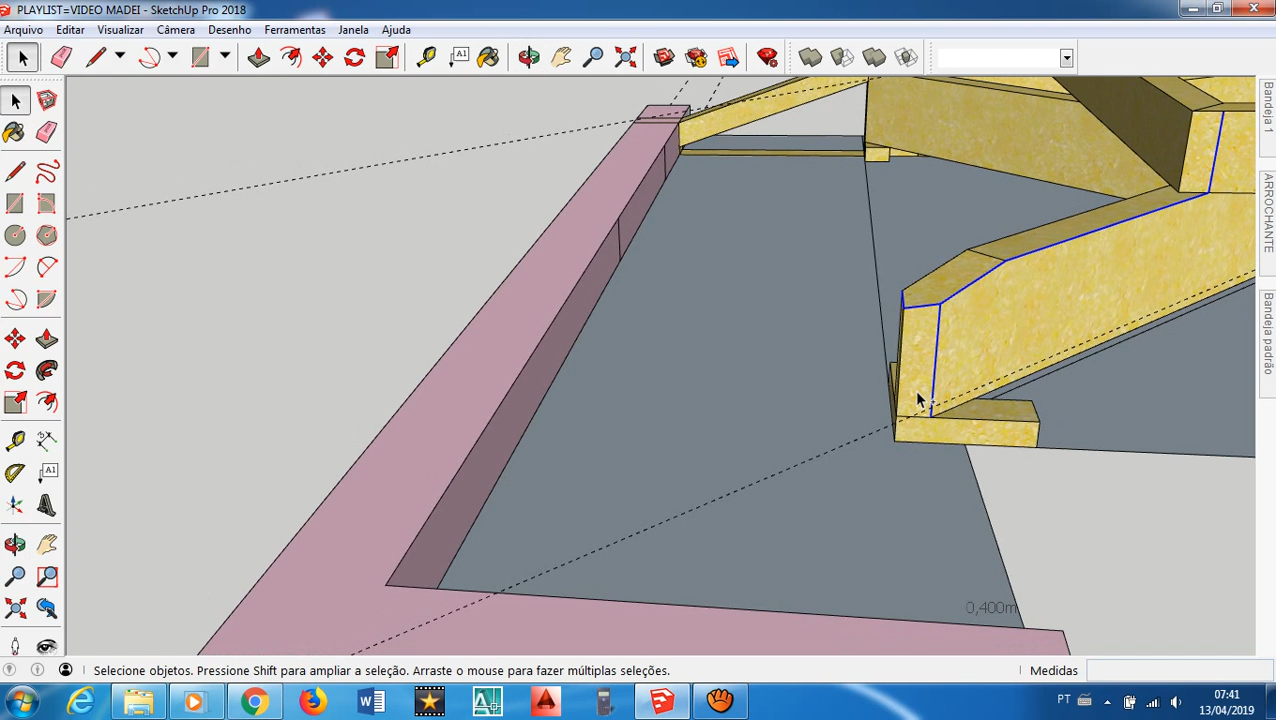 PLAYLIST=VIDEO MADEI - SketchUp Pro 2018
Arquivo Editar Visualizar Câmera Desenho Ferramentas Janela Ajuda
A1
Bandeja 1
ARROCHANTE
Bandeja padrão
A1
0,400m
Selecione objetos. Pressione Shift para ampliar a seleção. Arraste o mouse para fazer múltiplas seleções.
Medidas
PT
07:41
13/04/2019